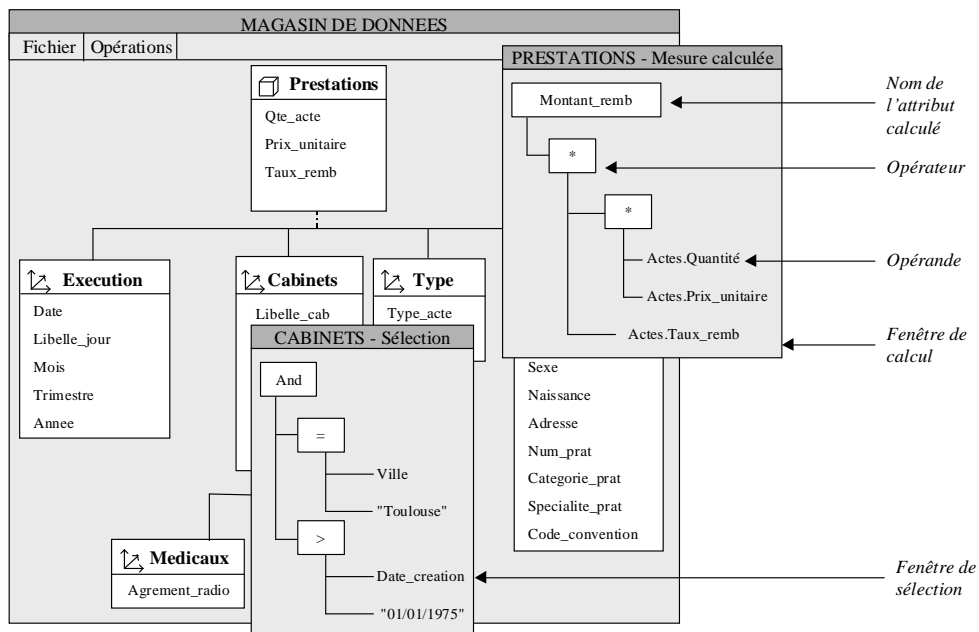 MAGASIN DE DONNEES
Fichier
Opérations
Prestations
Qte_acte
Prix_unitaire
Taux_remb
PRESTATIONS - Mesure calculée
Montant_remb
*
*
Actes.Quantité
Actes.Prix_unitaire
Actes.Taux_remb
Nom de
l'attribut
calculé
Opérateur
Opérande
Fenêtre de
calcul
Execution
Date
Libelle_jour
Mois
Trimestre
Annee
Cabinets
Libelle_cab
Type
Type_acte
CABINETS - Sélection
And
=
Ville
"Toulouse"
>
Date_creation
"01/01/1975"
Sexe
Naissance
Adresse
Num_prat
Categorie_prat
Specialite_prat
Code_convention
Medicaux
Agrement_radio
Fenêtre de
sélection